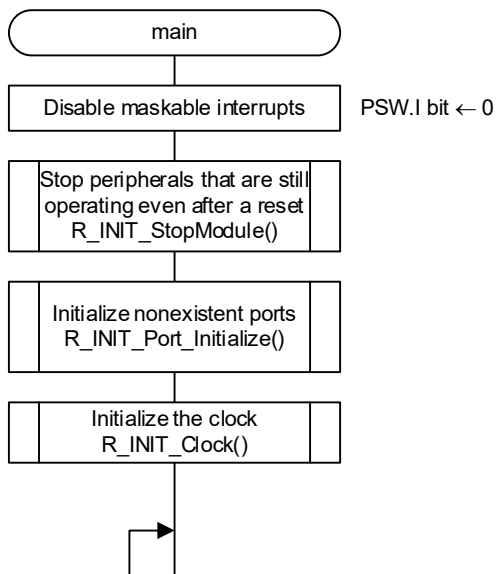 main
Disable maskable interrupts PSW.I bit ← 0
Stop peripherals that are still
operating even after a reset
R_INIT_StopModule()
Initialize nonexistent ports
R_INIT_Port_Initialize()
Initialize the clock
R_INIT_Clock()